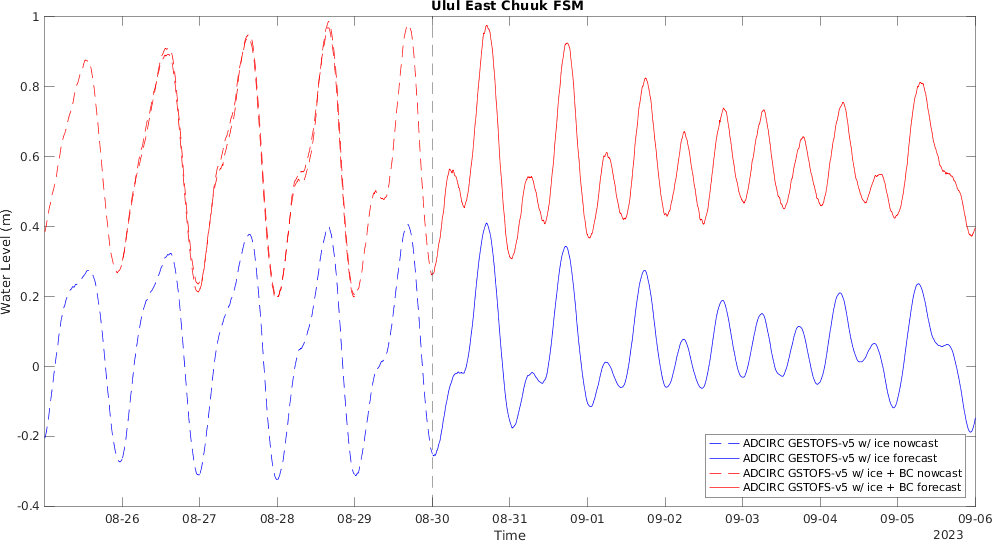 Ulul East Chuuk FSM
1
0.8
0.6
0.4
0.2
0
-0.2
-0.4
Water Level (m)
ADCIRC GESTOFS-v5 w/ ice nowcast
ADCIRC GESTOFS-v5 w/ ice forecast
ADCIRC GSTOFS-v5 w/ ice + BC nowcast
ADCIRC GSTOFS-v5 w/ ice + BC forecast
08-26 08-27 08-28 08-29 08-30 08-31 09-01 09-02 09-03 09-04 09-05 09-06
Time
2023